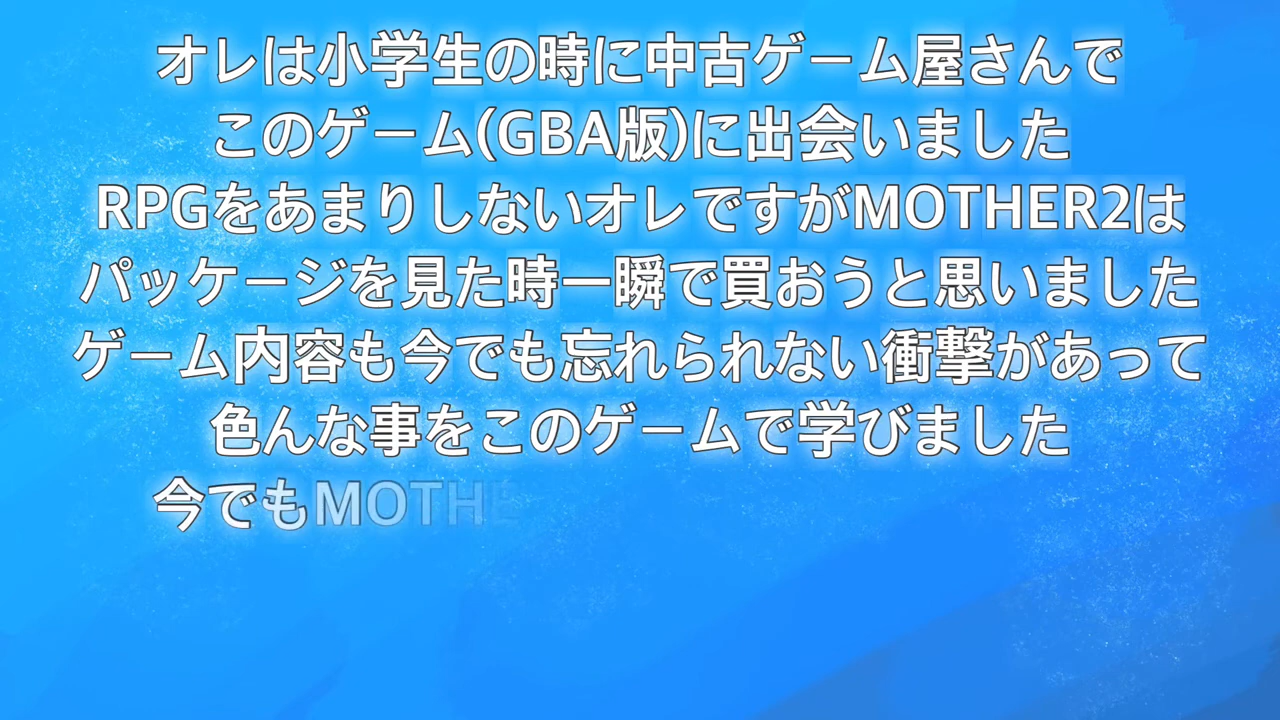 オレは小学生の時に中古ゲーム屋さんで
このゲーム(GBA版)に出会いました
RPGをあまりしないオレですがMOTHER2は
パッケージを見た時一瞬で買おうと思いました
ゲーム内容も今でも忘れられない衝撃があって
色んな事をこのゲームで学びました
今でもMOTHE